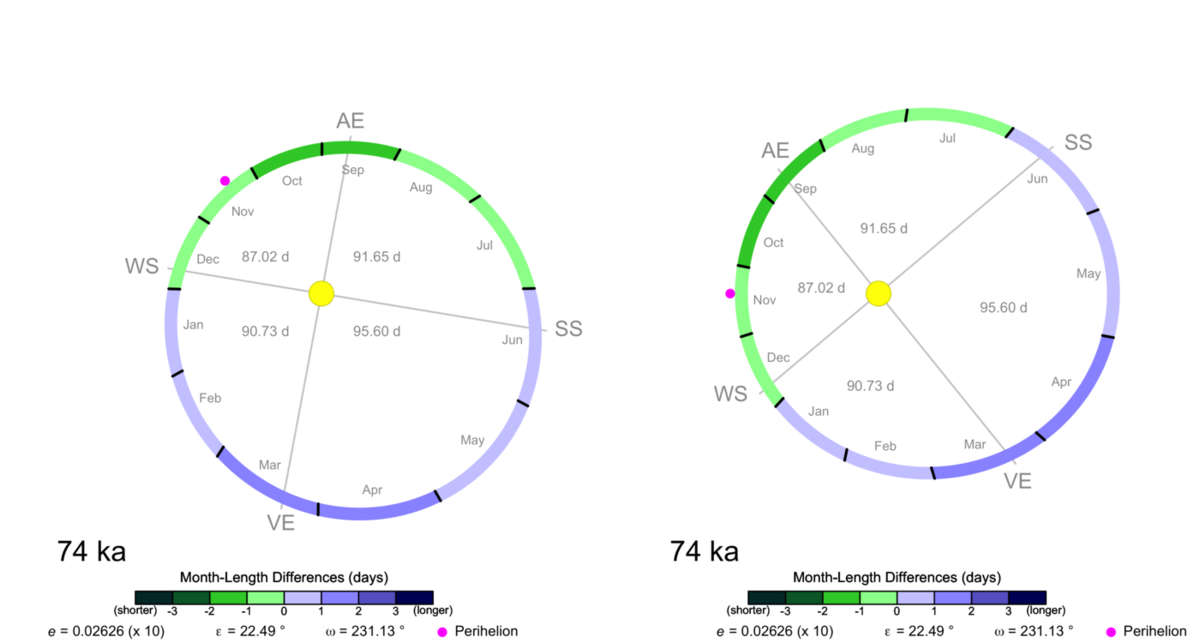 AE
Oct
Sep
Aug
Nov
Jul
Dec
87.02 d
91.65 d
WS
Jan
90.73 d
95.60 d
SS
Jun
Feb
May
Mar
Apr
VE
74 ka
Month-Length Differences (days)
(shorter) -3 -2 -1 0 1 2 3 (longer)
e = 0.02626 (x 10) ε = 22.49 ° ω = 231.13 ° Perihelion
Jul
SS
AE
Aug
Jun
Sep
91.65 d
Oct
May
87.02 d
Nov
95.60 d
Dec
Apr
90.73 d
WS
Jan
Feb
Mar
VE
74 ka
Month-Length Differences (days)
(shorter) -3 -2 -1 0 1 2 3 (longer)
e = 0.02626 (x 10) ε = 22.49 ° ω = 231.13 ° Perihelion